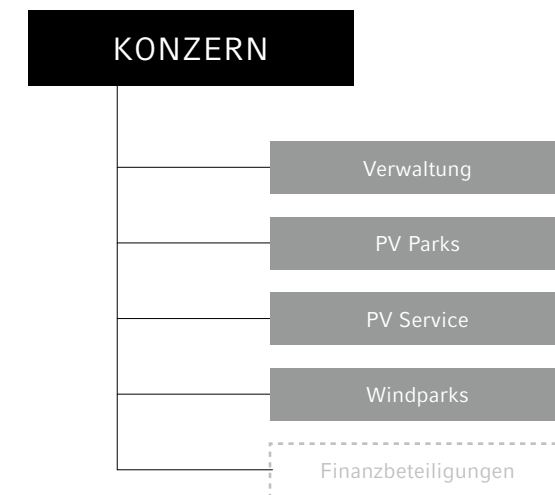 KONZERN
Verwaltung
PV Parks
PV Service
Windparks
Finanzbeteiligungen